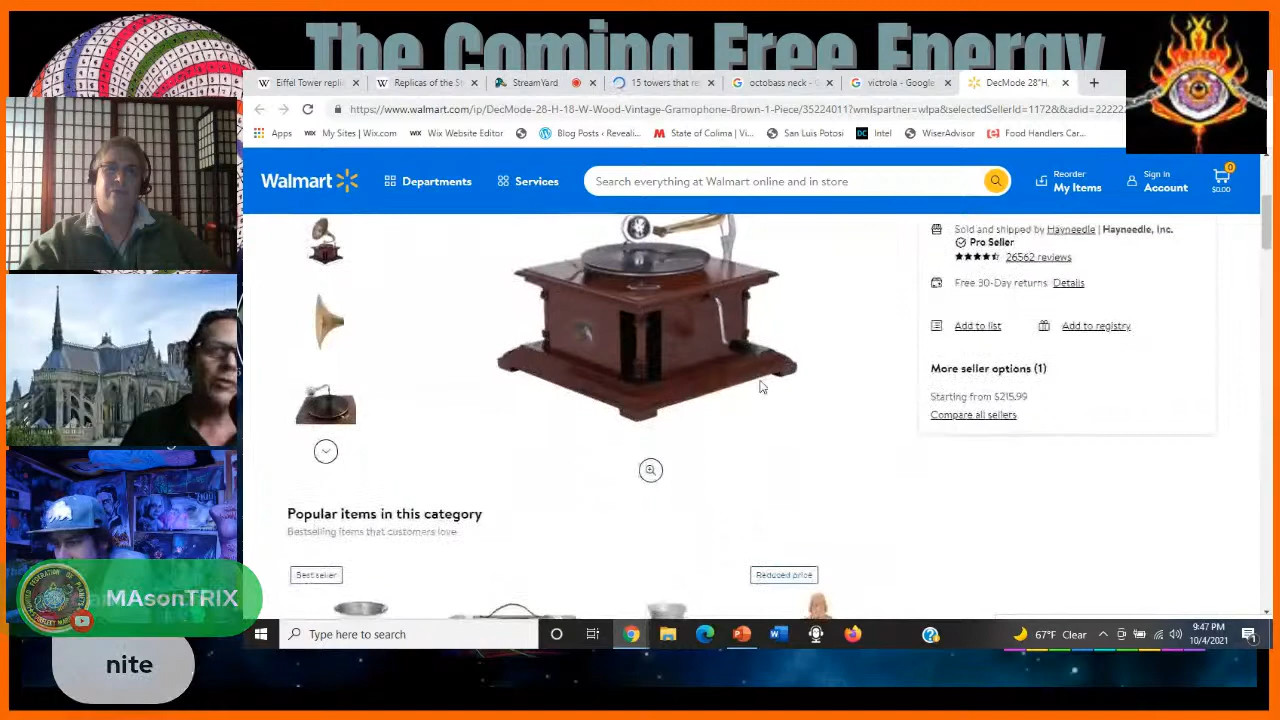 The Coming Free Energy
Eiffel Tower repli
Replicas of the St
StreamYard
15 towers that re
octobass neck - G
victrola - Google
DecMode 28"H,
https://www.walmart.com/ip/DecMode-28-H-18-W-Wood-Vintage-Gramophone-Brown-1-Piece/35224011?wmlspartner=wlpa&selectedSellerId=1172&&adid=22222
Apps
My Sites | Wix.com
Wix Website Editor
Blog Posts ‹ Reveali...
State of Colima | Vi...
San Luis Potosi
Intel
WiserAdvisor
Food Handlers Car...
Walmart
Departments
Services
Search everything at Walmart online and in store
Reorder
My Items
Sign in
Account
0
$0.00
Sold and shipped by Hayneedle | Hayneedle, Inc.
Pro Seller
26562 reviews
Free 30-Day returns Details
Add to list
Add to registry
More seller options (1)
Starting from $215.99
Compare all sellers
Popular items in this category
Bestselling items that customers love
Best seller
Reduced price
MAsonTRIX
nite
Type here to search
67°F Clear
9:47 PM
10/4/2021